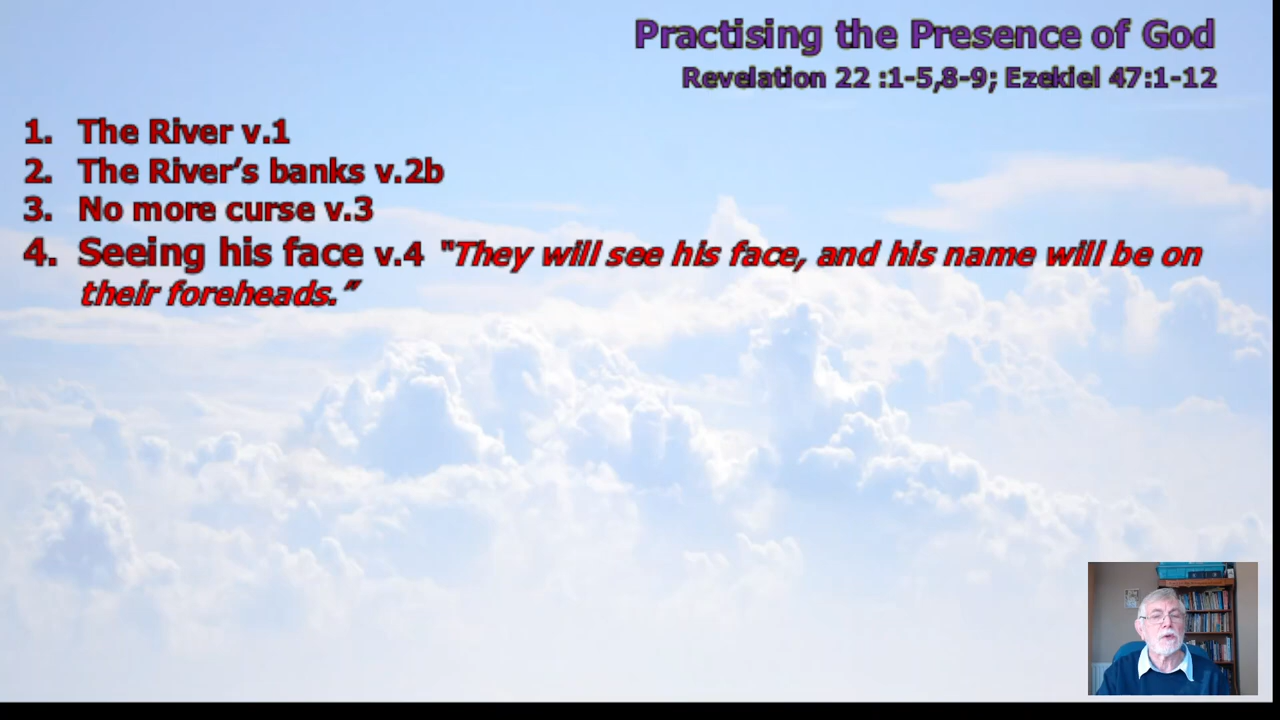 Practising the Presence of God
Revelation 22 :1-5,8-9; Ezekiel 47:1-12
1. The River v.1
2. The River’s banks v.2b
3. No more curse v.3
4. Seeing his face v.4 “They will see his face, and his name will be on
their foreheads.”